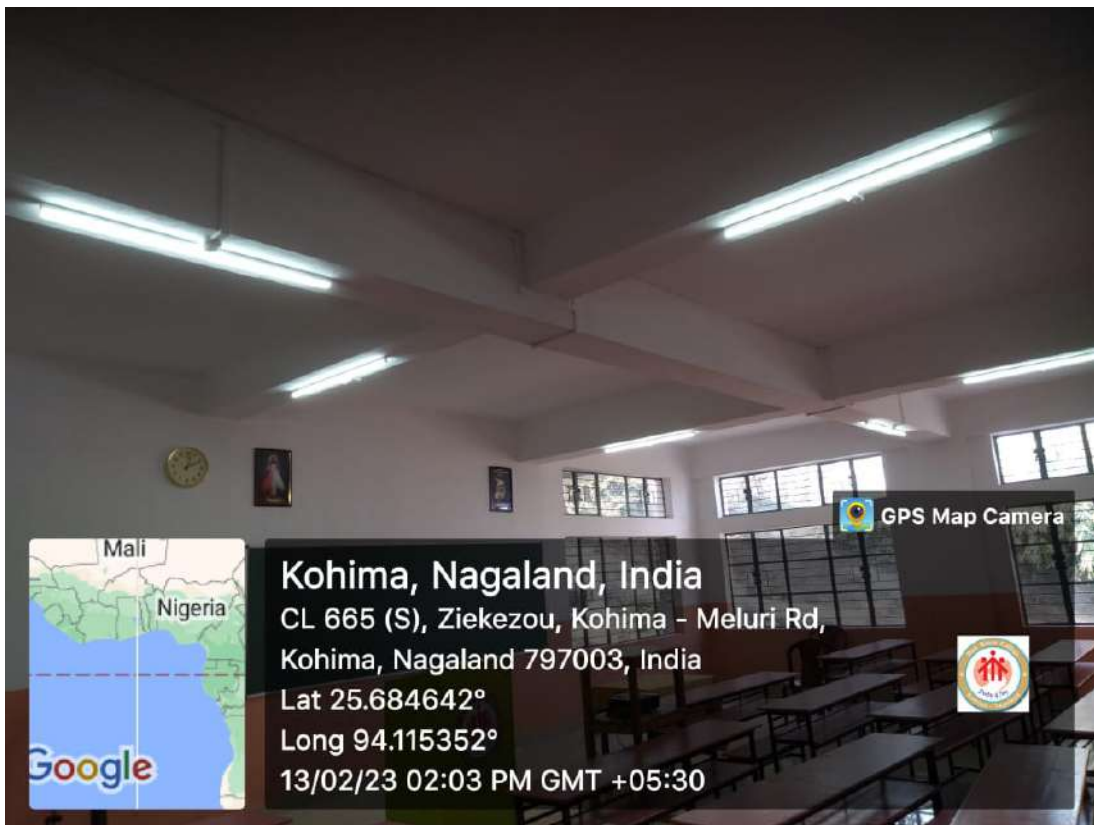 GPS Map Camera
Mali
Nigeria
Google
Kohima, Nagaland, India
CL 665 (S), Ziekezou, Kohima - Meluri Rd,
Kohima, Nagaland 797003, India
Lat 25.684642°
Long 94.115352°
13/02/23 02:03 PM GMT +05:30